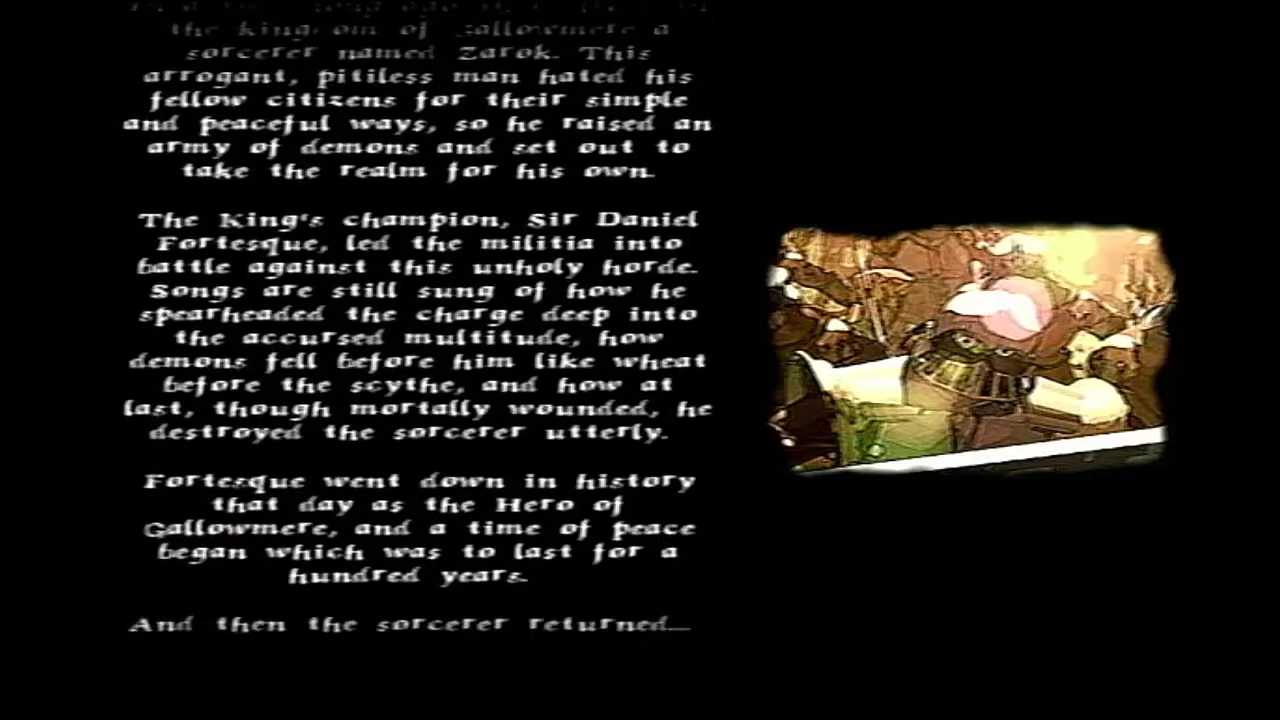 the kingdom of Gallowmere a
sorcerer named Zarok. This
arrogant, pitiless man hated his
fellow citizens for their simple
and peaceful ways, so he raised an
army of demons and set out to
take the realm for his own.
The King's champion, Sir Daniel
Fortesque, led the militia into
battle against this unholy horde.
Songs are still sung of how he
spearheaded the charge deep into
the accursed multitude, how
demons fell before him like wheat
before the scythe, and how at
last, though mortally wounded, he
destroyed the sorcerer utterly.
Fortesque went down in history
that day as the Hero of
Gallowmere, and a time of peace
began which was to last for a
hundred years.
And then the sorcerer returned...